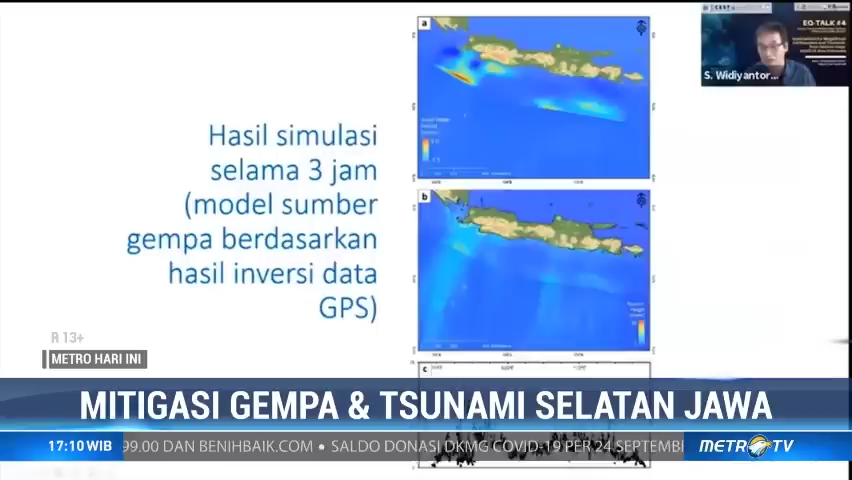 a
EQ-TALK #4
S. Widiyantor...
Hasil simulasi
selama 3 jam
(model sumber
gempa berdasarkan
hasil inversi data
GPS)
b
c
R 13+
METRO HARI INI
MITIGASI GEMPA & TSUNAMI SELATAN JAWA
17:10 WIB
99.00 DAN BENIHBAIK.COM • SALDO DONASI DKMG COVID-19 PER 24 SEPTEMBE
METRO TV